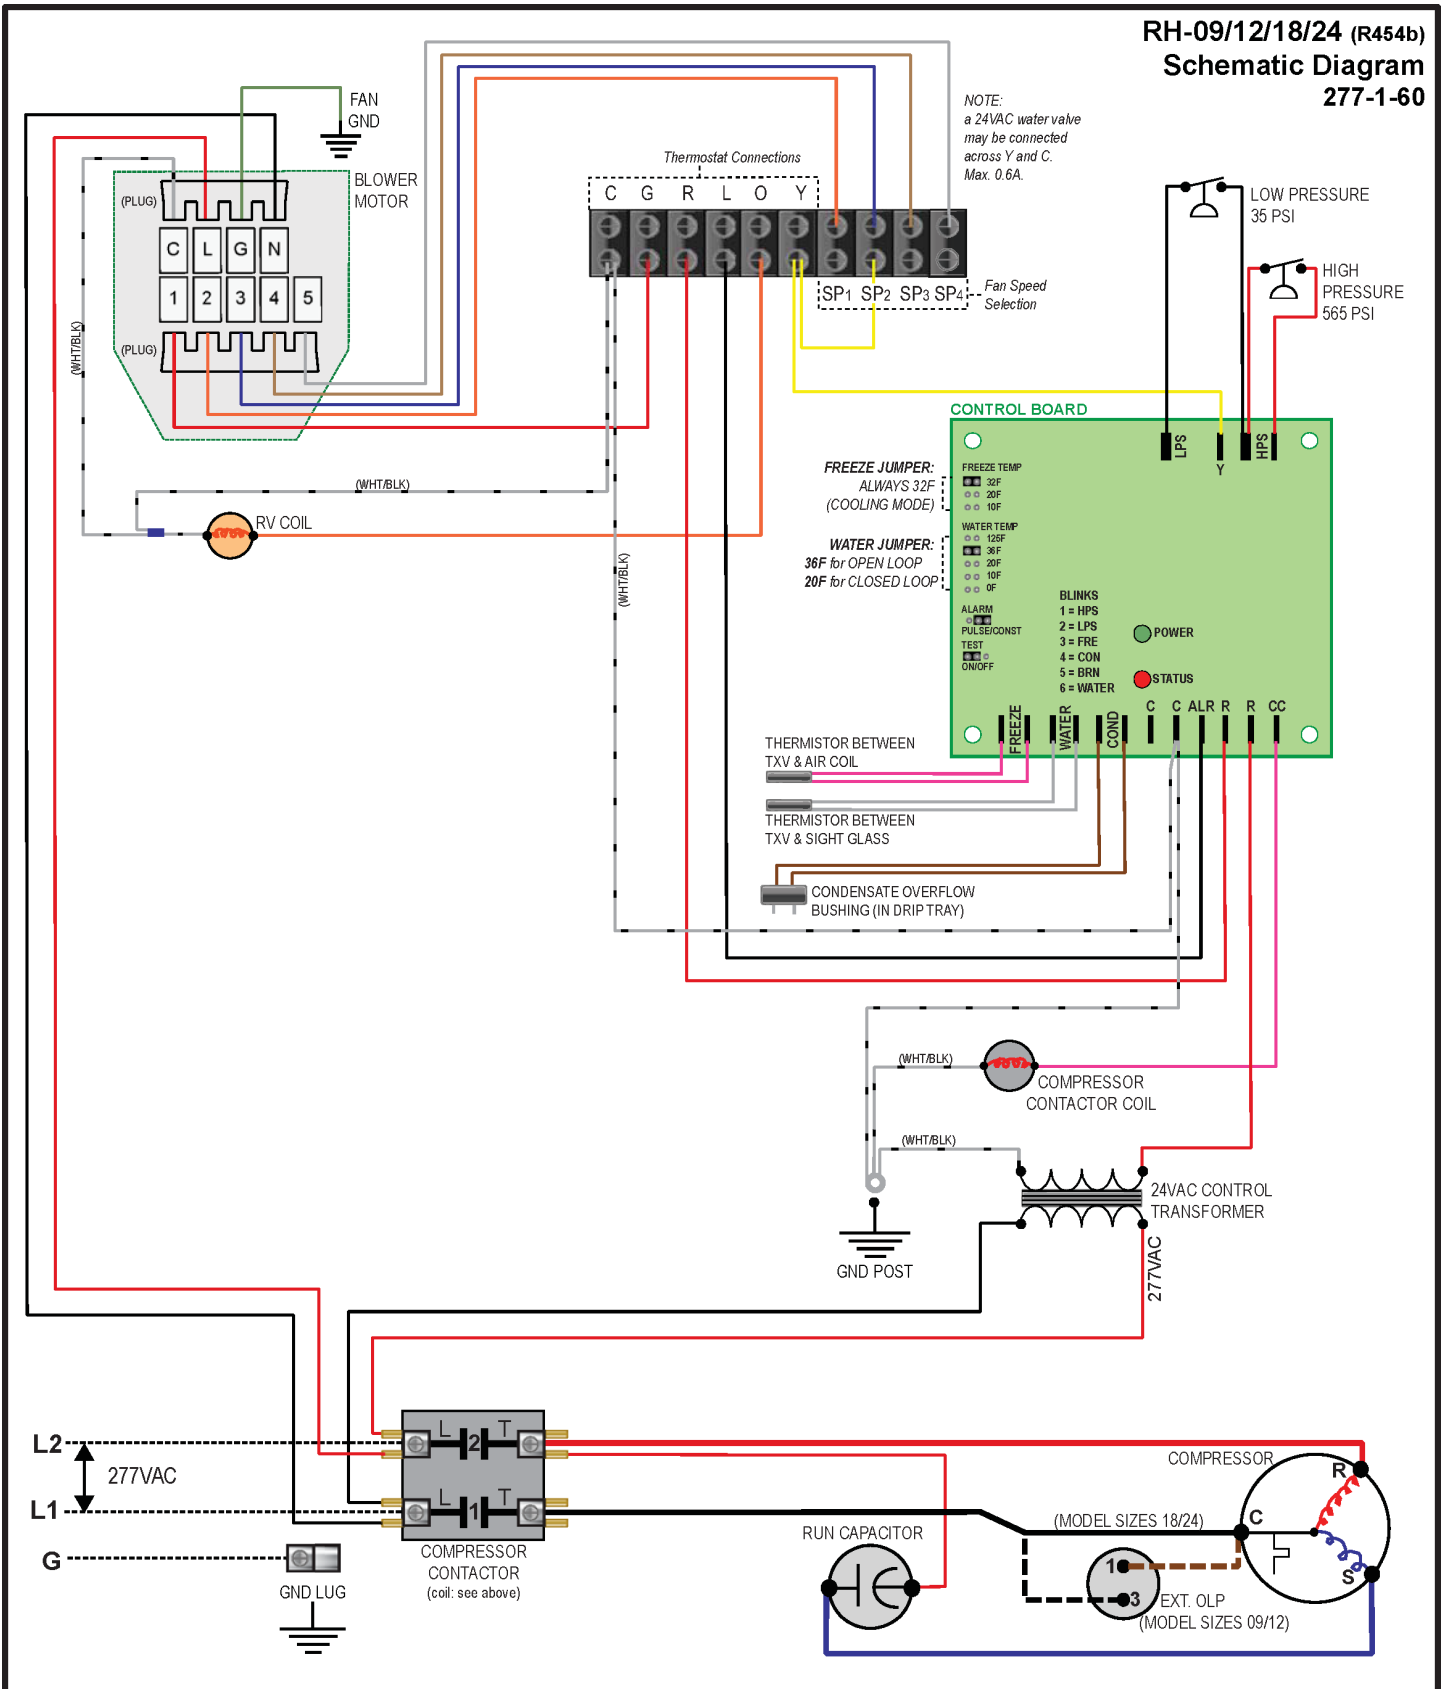 RH-09/12/18/24 (R454b)
Schematic Diagram
277-1-60
FAN
GND
BLOWER
MOTOR
(PLUG)
C L G N
1 2 3 4 5
(PLUG)
(WHT/BLK)
Thermostat Connections
C G R L O Y
NOTE:
a 24VAC water valve
may be connected
across Y and C.
Max. 0.6A.
SP1 SP2 SP3 SP4
Fan Speed
Selection
LOW PRESSURE
35 PSI
HIGH
PRESSURE
565 PSI
(WHT/BLK)
RV COIL
(WHT/BLK)
CONTROL BOARD
LPS
Y
HPS
FREEZE JUMPER:
ALWAYS 32F
(COOLING MODE)
FREEZE TEMP
32F
20F
10F
WATER JUMPER:
36F for OPEN LOOP
20F for CLOSED LOOP
WATER TEMP
125F
36F
20F
10F
0F
ALARM
PULSE/CONST
TEST
ON/OFF
BLINKS
1 = HPS
2 = LPS
3 = FRE
4 = CON
5 = BRN
6 = WATER
POWER
STATUS
FREEZE
WATER
COND
C C ALR R R CC
THERMISTOR BETWEEN
TXV & AIR COIL
THERMISTOR BETWEEN
TXV & SIGHT GLASS
CONDENSATE OVERFLOW
BUSHING (IN DRIP TRAY)
(WHT/BLK)
COMPRESSOR
CONTACTOR COIL
(WHT/BLK)
24VAC CONTROL
TRANSFORMER
277VAC
GND POST
L2
277VAC
L1
G
GND LUG
L 2 T
L 1 T
COMPRESSOR
CONTACTOR
(coil: see above)
RUN CAPACITOR
COMPRESSOR
R
C
S
(MODEL SIZES 18/24)
1
3
EXT. OLP
(MODEL SIZES 09/12)